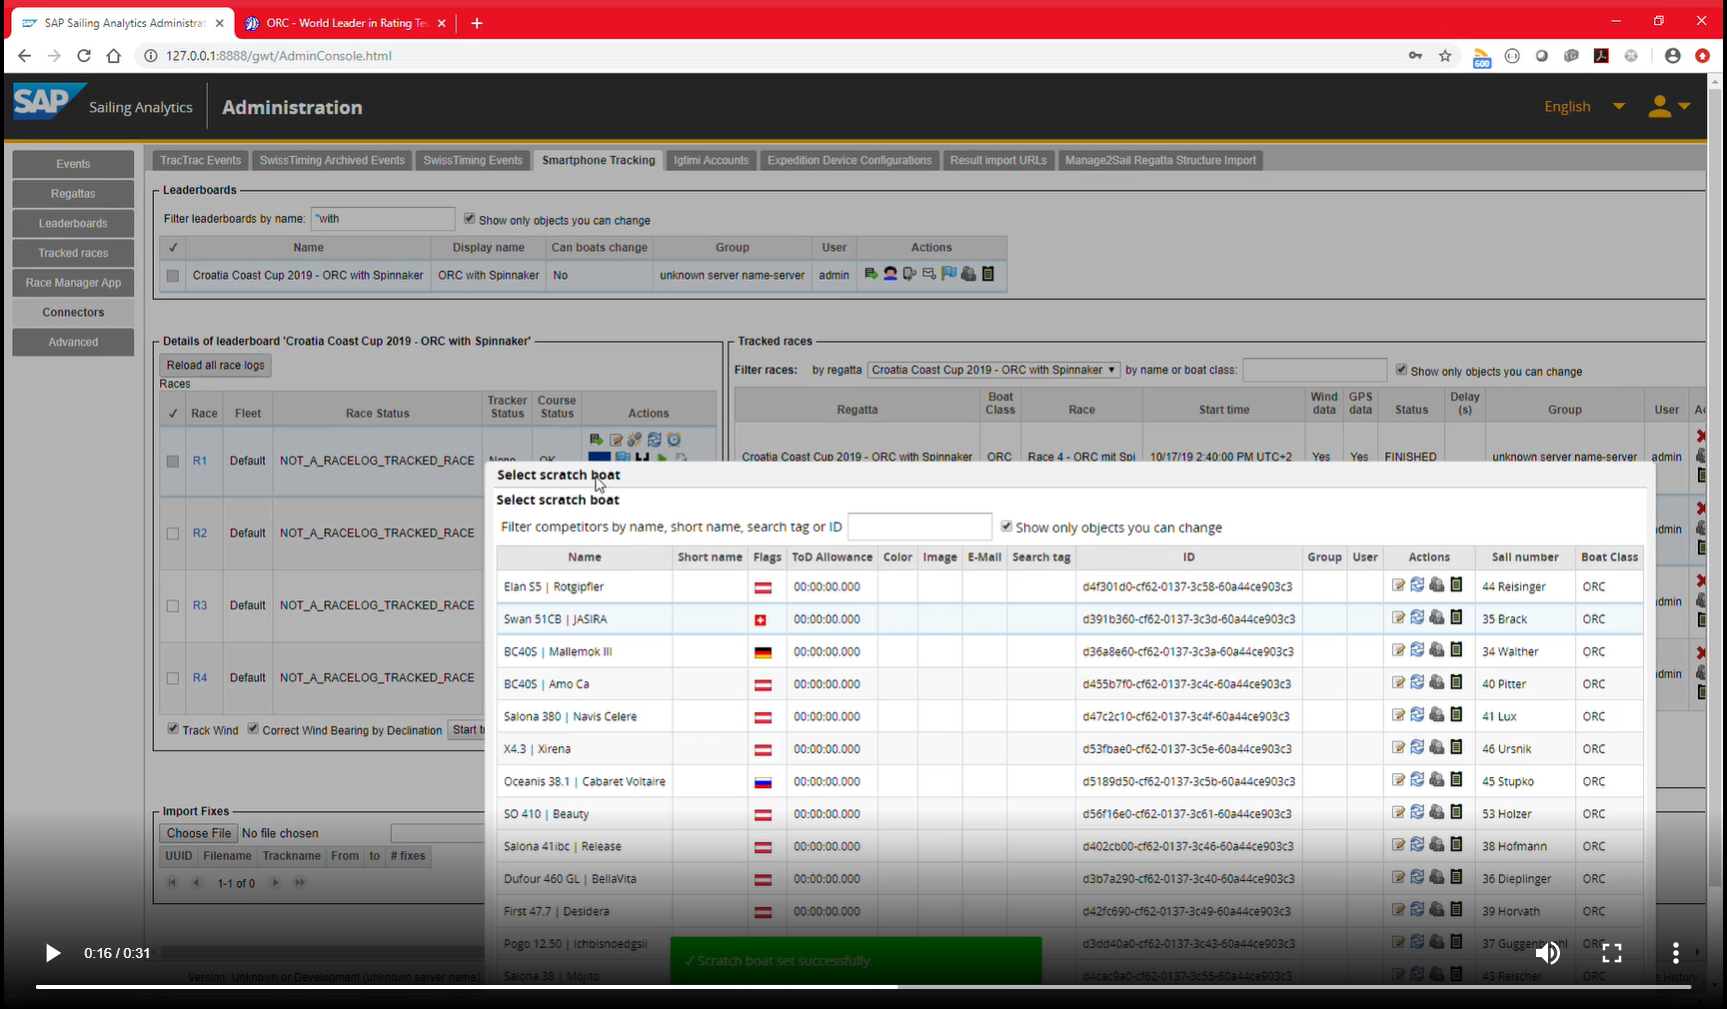 SAP Sailing Analytics Administrat
ORC - World Leader in Rating Te
127.0.0.1:8888/gwt/AdminConsole.html
600
SAP Sailing Analytics Administration
English
Events
Regattas
Leaderboards
Tracked races
Race Manager App
Connectors
Advanced
TracTrac Events SwissTiming Archived Events SwissTiming Events Smartphone Tracking Igtimi Accounts Expedition Device Configurations Result import URLs Manage2Sail Regatta Structure Import
Leaderboards
Filter leaderboards by name: "with Show only objects you can change
✓ Name Display name Can boats change Group User Actions
Croatia Coast Cup 2019 - ORC with Spinnaker ORC with Spinnaker No unknown server name-server admin
Details of leaderboard 'Croatia Coast Cup 2019 - ORC with Spinnaker'
Reload all race logs
Races
✓ Race Fleet Race Status Tracker Status Course Status Actions
R1 Default NOT_A_RACELOG_TRACKED_RACE None OK
R2 Default NOT_A_RACELOG_TRACKED_RACE
R3 Default NOT_A_RACELOG_TRACKED_RACE
R4 Default NOT_A_RACELOG_TRACKED_RACE
Track Wind Correct Wind Bearing by Declination Start t
Tracked races
Filter races: by regatta Croatia Coast Cup 2019 - ORC with Spinnaker by name or boat class: Show only objects you can change
Regatta Boat Class Race Start time Wind data GPS data Status Delay (s) Group User Ac
Croatia Coast Cup 2019 - ORC with Spinnaker ORC Race 4 - ORC mit Spi 10/17/19 2:40:00 PM UTC+2 Yes Yes FINISHED unknown server name-server admin
dmin
dmin
dmin
Import Fixes
Choose File No file chosen
UUID Filename Trackname From to # fixes
1-1 of 0
Select scratch boat
Select scratch boat
Filter competitors by name, short name, search tag or ID Show only objects you can change
Name Short name Flags ToD Allowance Color Image E-Mail Search tag ID Group User Actions Sail number Boat Class
Elan S5 | Rotgipfler 00:00:00.000 d4f301d0-cf62-0137-3c58-60a44ce903c3 44 Reisinger ORC
Swan 51CB | JASIRA 00:00:00.000 d391b360-cf62-0137-3c3d-60a44ce903c3 35 Brack ORC
BC40S | Mallemok III 00:00:00.000 d36a8e60-cf62-0137-3c3a-60a44ce903c3 34 Walther ORC
BC40S | Amo Ca 00:00:00.000 d455b7f0-cf62-0137-3c4c-60a44ce903c3 40 Pitter ORC
Salona 380 | Navis Celere 00:00:00.000 d47c2c10-cf62-0137-3c4f-60a44ce903c3 41 Lux ORC
X4.3 | Xirena 00:00:00.000 d53fbae0-cf62-0137-3c5e-60a44ce903c3 46 Ursnik ORC
Oceanis 38.1 | Cabaret Voltaire 00:00:00.000 d5189d50-cf62-0137-3c5b-60a44ce903c3 45 Stupko ORC
SO 410 | Beauty 00:00:00.000 d56f16e0-cf62-0137-3c61-60a44ce903c3 53 Holzer ORC
Salona 41ibc | Release 00:00:00.000 d402cb00-cf62-0137-3c46-60a44ce903c3 38 Hofmann ORC
Dufour 460 GL | BellaVita 00:00:00.000 d3b7a290-cf62-0137-3c40-60a44ce903c3 36 Dieplinger ORC
First 47.7 | Desidera 00:00:00.000 d42fc690-cf62-0137-3c49-60a44ce903c3 39 Horvath ORC
Pogo 12.50 | Ichbisnoedgsii 00:00:00.000 d3dd40a0-cf62-0137-3c43-60a44ce903c3 37 ORC
Salona 38 | Mojito d4cac9a0-cf62-0137-3c55-60a44ce903c3 43 Reischer ORC
✓ Scratch boat set successfully.
0:16 / 0:31
Version: Unknown or Development (unknown server name)
History